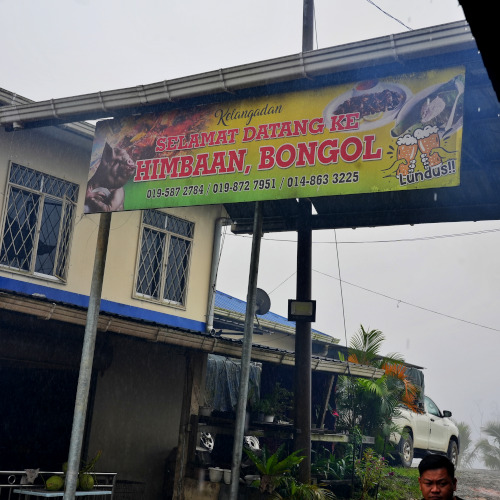 Kelangadan
SELAMAT DATANG KE
HIMBAAN, BONGOL
019-587 2784 / 019-872 7951 / 014-863 3225
Lundus!!